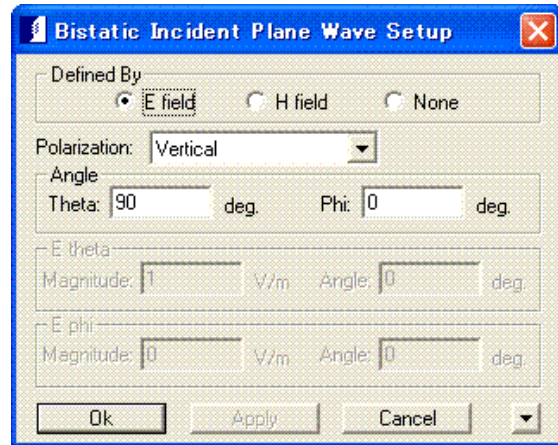 Bistatic Incident Plane Wave Setup
Defined By
E field H field None
Polarization: Vertical
Angle
Theta: 90 deg. Phi: 0 deg.
E theta
Magnitude: 1 V/m Angle: 0 deg.
E phi
Magnitude: 0 V/m Angle: 0 deg.
Ok Apply Cancel